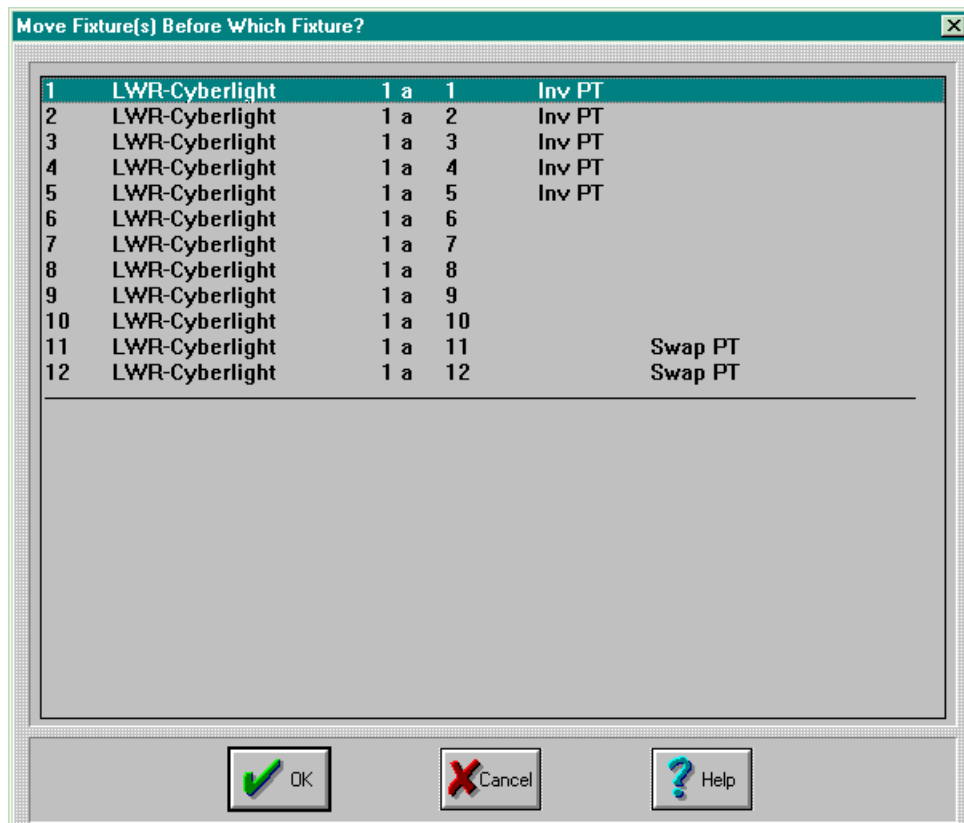 Move Fixture(s) Before Which Fixture?
1 LWR-Cyberlight 1 a 1 Inv PT
2 LWR-Cyberlight 1 a 2 Inv PT
3 LWR-Cyberlight 1 a 3 Inv PT
4 LWR-Cyberlight 1 a 4 Inv PT
5 LWR-Cyberlight 1 a 5 Inv PT
6 LWR-Cyberlight 1 a 6
7 LWR-Cyberlight 1 a 7
8 LWR-Cyberlight 1 a 8
9 LWR-Cyberlight 1 a 9
10 LWR-Cyberlight 1 a 10
11 LWR-Cyberlight 1 a 11 Swap PT
12 LWR-Cyberlight 1 a 12 Swap PT
OK Cancel Help